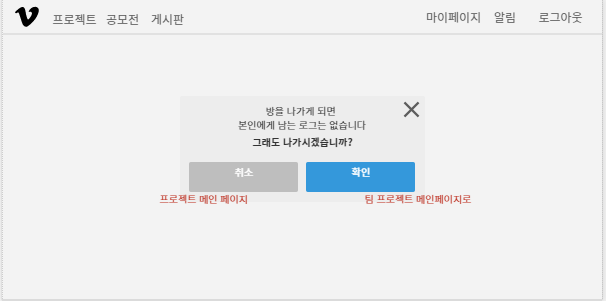 프로젝트 공모전 게시판 마이페이지 알림 로그아웃
방을 나가게 되면
본인에게 남는 로그는 없습니다
그래도 나가시겠습니까?
취소 확인
프로젝트 메인 페이지 팀 프로젝트 메인페이지로